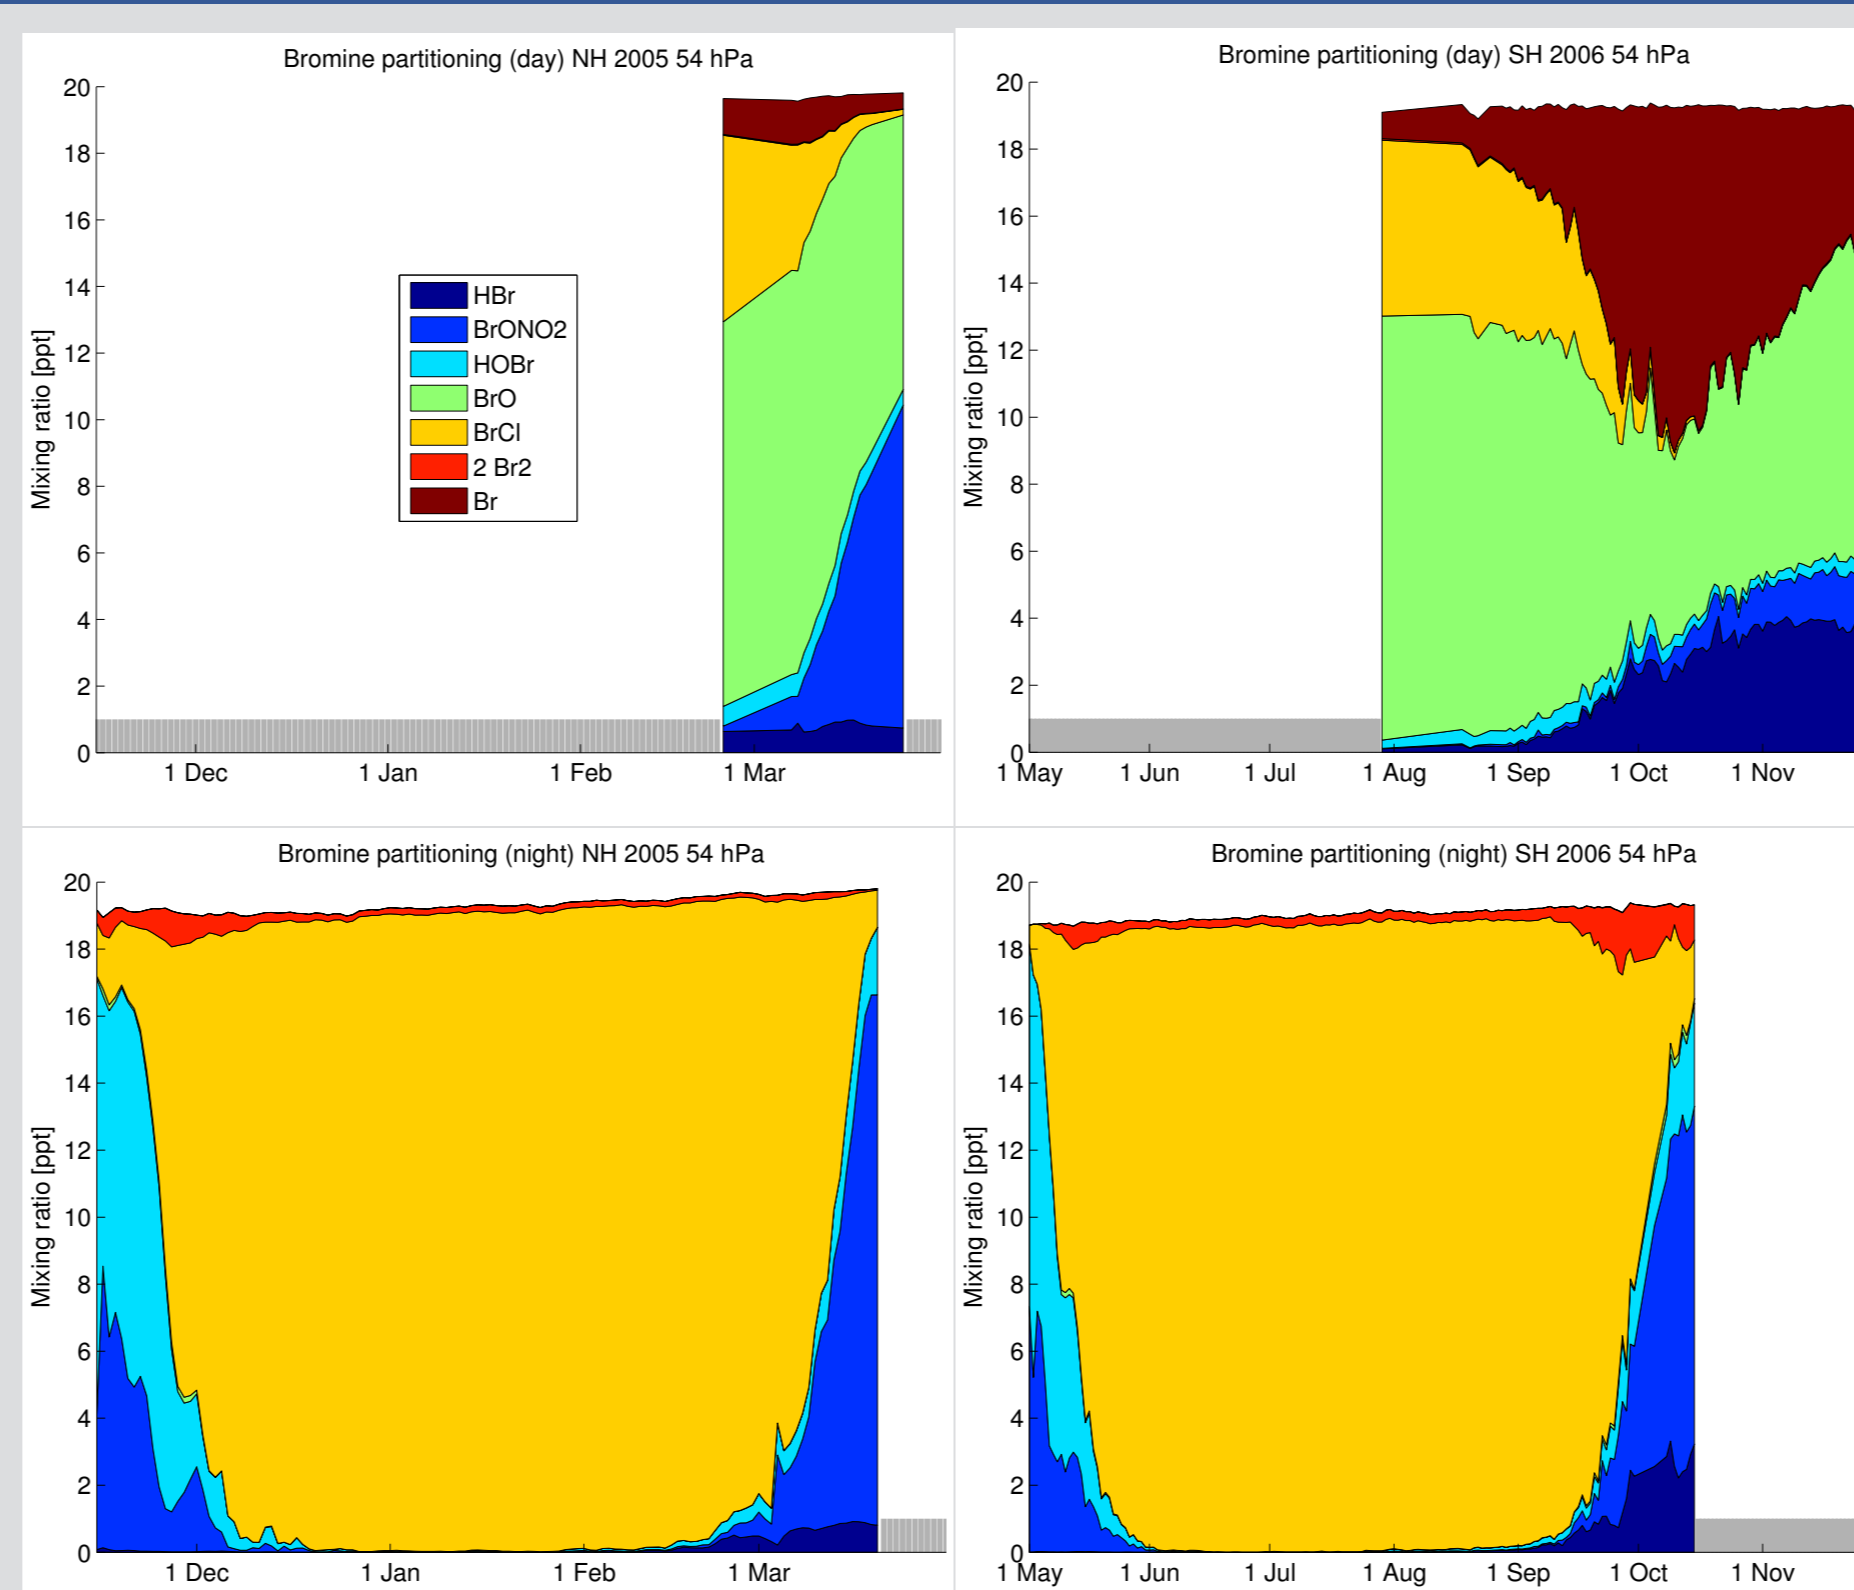 Bromine partitioning (day) NH 2005 54 hPa
20
18
16
14
12
10
8
6
4
2
0
Mixing ratio [ppt]
HBr
BrONO2
HOBr
BrO
BrCl
2 Br2
Br
1 Dec 1 Jan 1 Feb 1 Mar
Bromine partitioning (day) SH 2006 54 hPa
20
18
16
14
12
10
8
6
4
2
0
Mixing ratio [ppt]
1 May 1 Jun 1 Jul 1 Aug 1 Sep 1 Oct 1 Nov
Bromine partitioning (night) NH 2005 54 hPa
20
18
16
14
12
10
8
6
4
2
0
Mixing ratio [ppt]
1 Dec 1 Jan 1 Feb 1 Mar
Bromine partitioning (night) SH 2006 54 hPa
20
18
16
14
12
10
8
6
4
2
0
Mixing ratio [ppt]
1 May 1 Jun 1 Jul 1 Aug 1 Sep 1 Oct 1 Nov